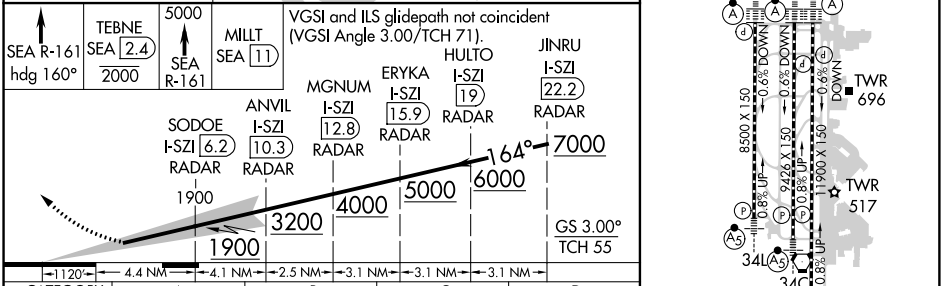 SEA R-161
hdg 160°
TEBNE
SEA 2.4
2000
5000
SEA
R-161
MILLT
SEA 11
VGSI and ILS glidepath not coincident
(VGSI Angle 3.00/TCH 71).
JINRU
I-SZI
22.2
RADAR
HULTO
I-SZI
19
RADAR
ERYKA
I-SZI
15.9
RADAR
MGNUM
I-SZI
12.8
RADAR
ANVIL
I-SZI
10.3
RADAR
SODOE
I-SZI 6.2
RADAR
164°
7000
6000
5000
4000
3200
1900
1900
GS 3.00°
TCH 55
1120'
4.4 NM
4.1 NM
2.5 NM
3.1 NM
3.1 NM
3.1 NM
A
A
A
P
P
P
0.6% DOWN
0.6% DOWN
0.6% DOWN
8500 X 150
9426 X 150
11900 X 150
0.8% UP
0.8% UP
0.8% UP
TWR
696
TWR
517
P
P
P
A5
A5
34L
34C